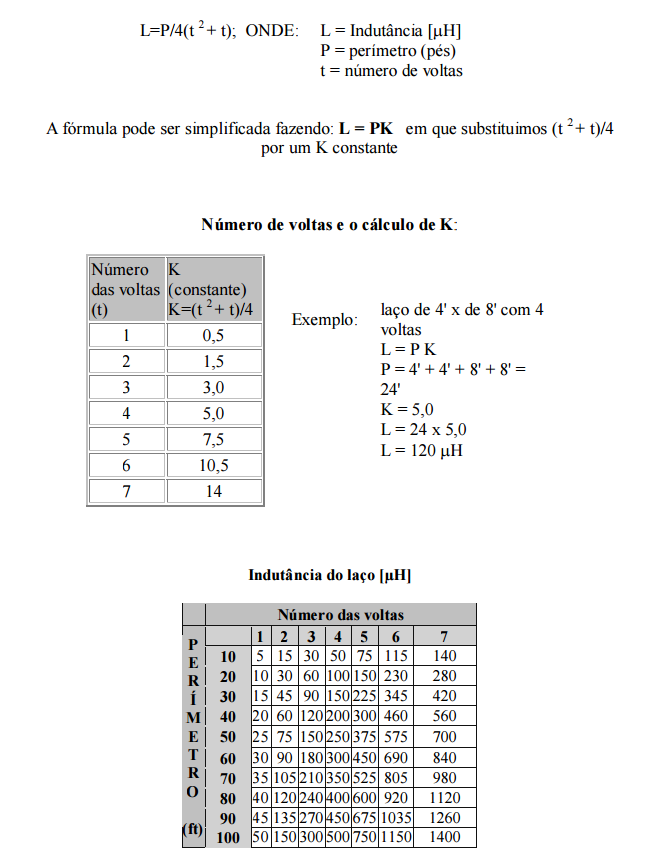 L=P/4(t 2 + t); ONDE: L = Indutância [µH]
P = perímetro (pés)
t = número de voltas
A fórmula pode ser simplificada fazendo: L = PK em que substituimos (t 2 + t)/4
por um K constante
Número de voltas e o cálculo de K:
Número das voltas (t) K (constante) K=(t 2 + t)/4
1 0,5
2 1,5
3 3,0
4 5,0
5 7,5
6 10,5
7 14
Exemplo:
laço de 4' x de 8' com 4
voltas
L = P K
P = 4' + 4' + 8' + 8' =
24'
K = 5,0
L = 24 x 5,0
L = 120 µH
Indutância do laço [µH]
Número das voltas
PERÍMETRO (ft)
1 2 3 4 5 6 7
10 5 15 30 50 75 115 140
20 10 30 60 100 150 230 280
30 15 45 90 150 225 345 420
40 20 60 120 200 300 460 560
50 25 75 150 250 375 575 700
60 30 90 180 300 450 690 840
70 35 105 210 350 525 805 980
80 40 120 240 400 600 920 1120
90 45 135 270 450 675 1035 1260
100 50 150 300 500 750 1150 1400